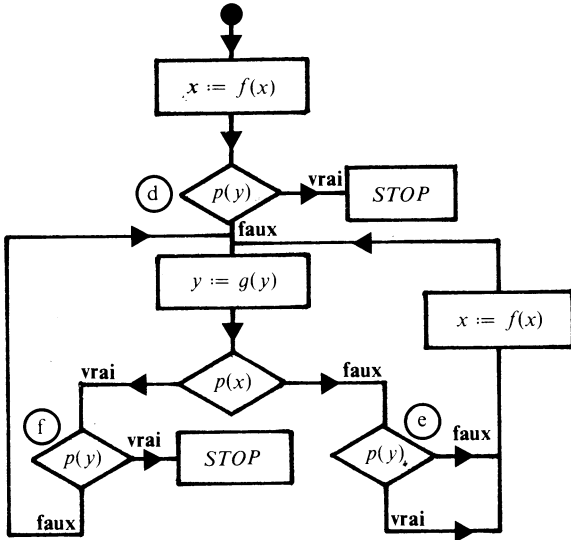 x := f(x)
d
p(y)
vrai
STOP
faux
y := g(y)
x := f(x)
vrai
p(x)
faux
f
e
p(y)
vrai
STOP
p(y)
faux
faux
vrai